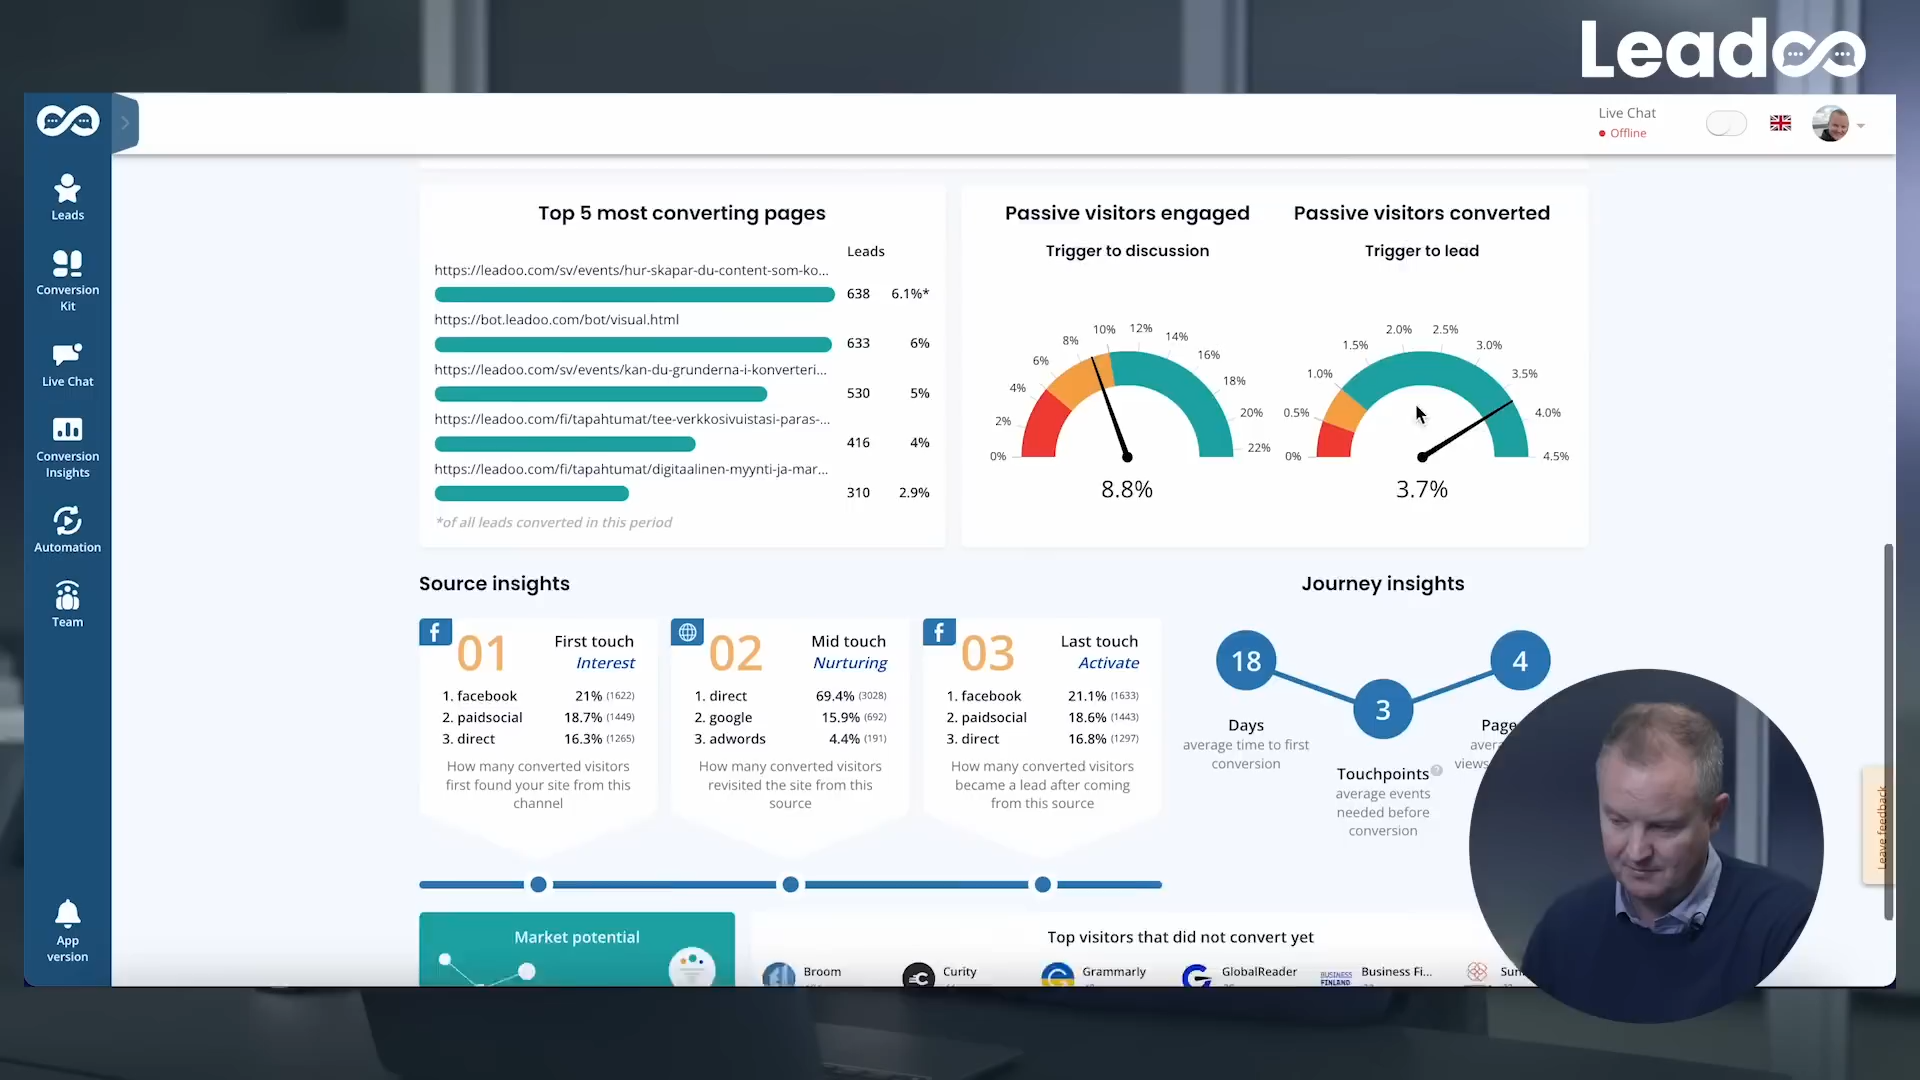 Leadoo
Live Chat
Offline
Leads
Conversion
Kit
Live Chat
Conversion
Insights
Automation
Team
App
version
Top 5 most converting pages
Leads
https://leadoo.com/sv/events/hur-skapar-du-content-som-ko...
638 6.1%*
https://bot.leadoo.com/bot/visual.html
633 6%
https://leadoo.com/sv/events/kan-du-grunderna-i-konverteri...
530 5%
https://leadoo.com/fi/tapahtumat/tee-verkkosivuistasi-paras-...
416 4%
https://leadoo.com/fi/tapahtumat/digitaalinen-myynti-ja-mar...
310 2.9%
*of all leads converted in this period
Passive visitors engaged
Trigger to discussion
0%
2%
4%
6%
8%
10%
12%
14%
16%
18%
20%
22%
8.8%
Passive visitors converted
Trigger to lead
0%
0.5%
1.0%
1.5%
2.0%
2.5%
3.0%
3.5%
4.0%
4.5%
3.7%
Source insights
01
First touch
Interest
1. facebook 21% (1622)
2. paidsocial 18.7% (1449)
3. direct 16.3% (1265)
How many converted visitors
first found your site from this
channel
02
Mid touch
Nurturing
1. direct 69.4% (3028)
2. google 15.9% (692)
3. adwords 4.4% (191)
How many converted visitors
revisited the site from this
source
03
Last touch
Activate
1. facebook 21.1% (1633)
2. paidsocial 18.6% (1443)
3. direct 16.8% (1297)
How many converted visitors
became a lead after coming
from this source
Journey insights
18
Days
average time to first
conversion
3
Touchpoints
average events
needed before
conversion
4
Page
aver
views
Leave feedback
Market potential
Top visitors that did not convert yet
Broom
Curity
Grammarly
GlobalReader
BUSINESS
FINLAND
Business Fi...
Sun